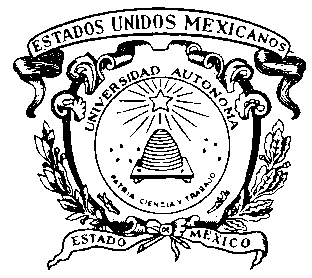 ESTADOS UNIDOS MEXICANOS
UNIVERSIDAD AUTONOMA
PATRIA CIENCIA Y TRABAJO
ESTADO DE MEXICO